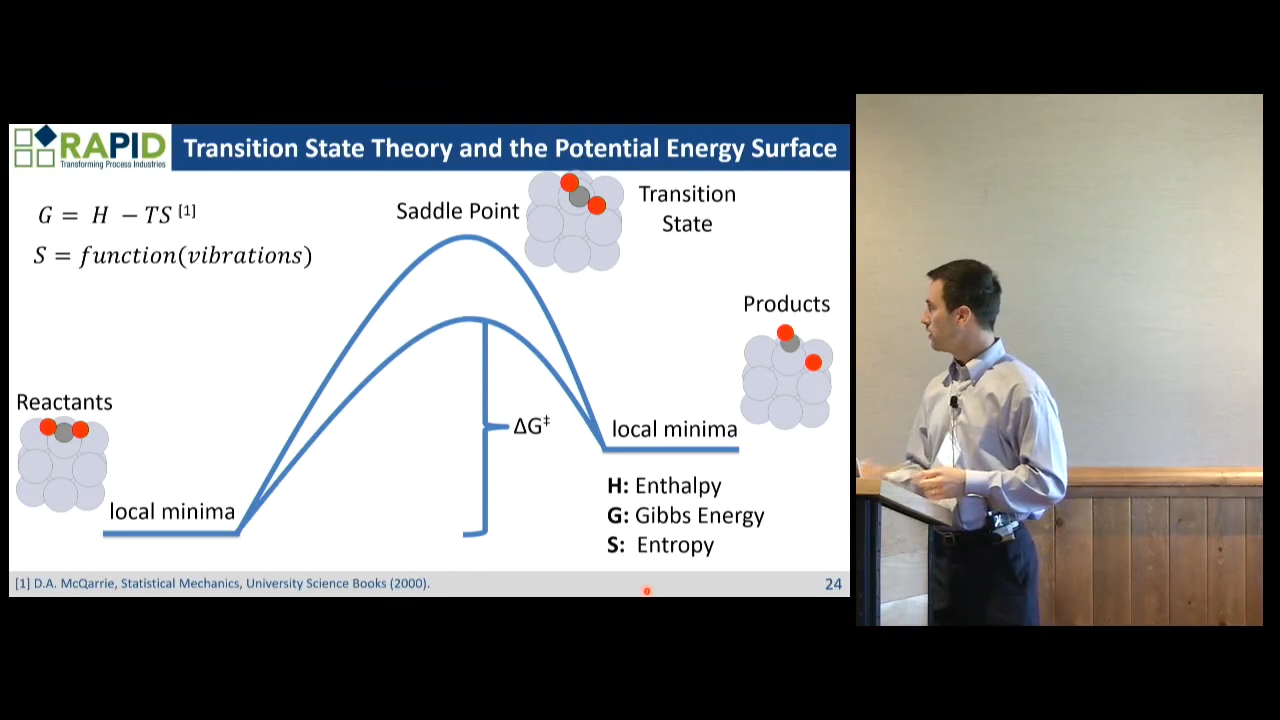 RAPID
Transforming Process Industries
Transition State Theory and the Potential Energy Surface
G = H − TS [1]
S = function(vibrations)
Saddle Point
Transition
State
Products
Reactants
local minima
ΔG‡
local minima
H: Enthalpy
G: Gibbs Energy
S: Entropy
[1] D.A. McQarrie, Statistical Mechanics, University Science Books (2000).
24